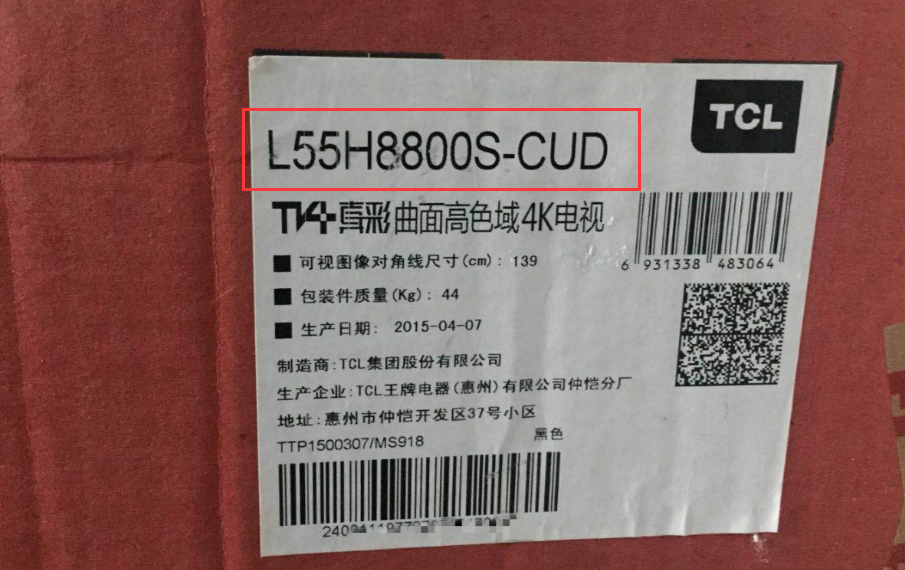 TCL
L55H8800S-CUD
TV+真彩 曲面高色域4K电视
■ 可视图像对角线尺寸(cm): 139
6 931338 483064
■ 包装件质量(Kg): 44
■ 生产日期: 2015-04-07
制造商:TCL集团股份有限公司
生产企业:TCL王牌电器(惠州)有限公司仲恺分厂
地址:惠州市仲恺开发区37号小区
TTP1500307/MS918
黑色